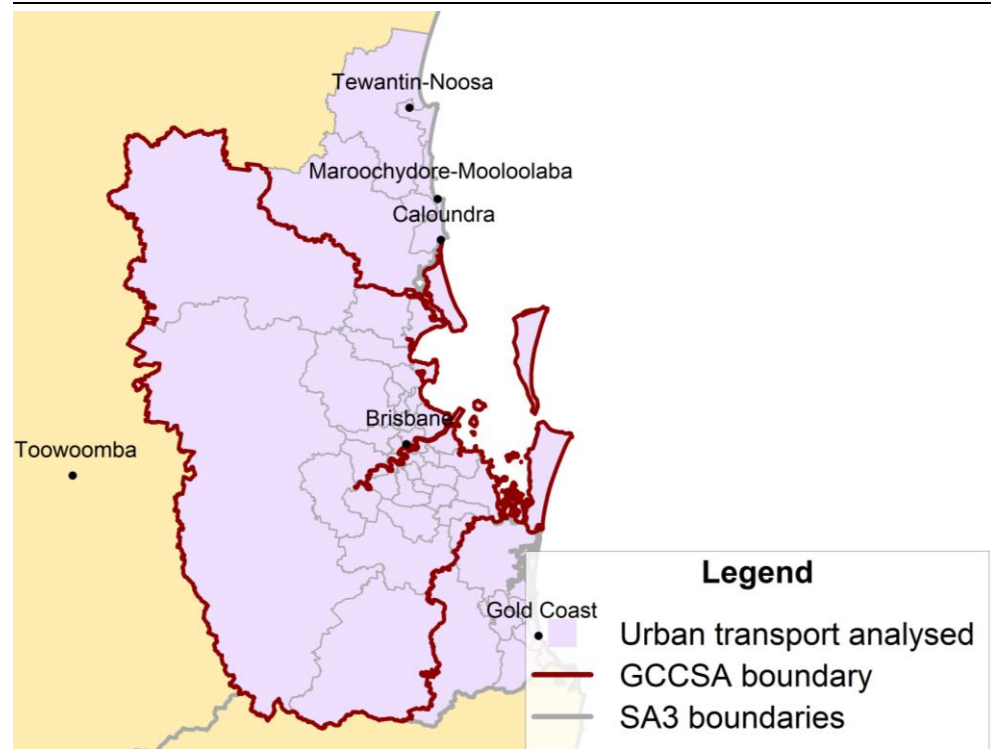 Tewantin-Noosa
Maroochydore-Mooloolaba
Caloundra
Brisbane
Toowoomba
Legend
Gold Coast
Urban transport analysed
GCCSA boundary
SA3 boundaries